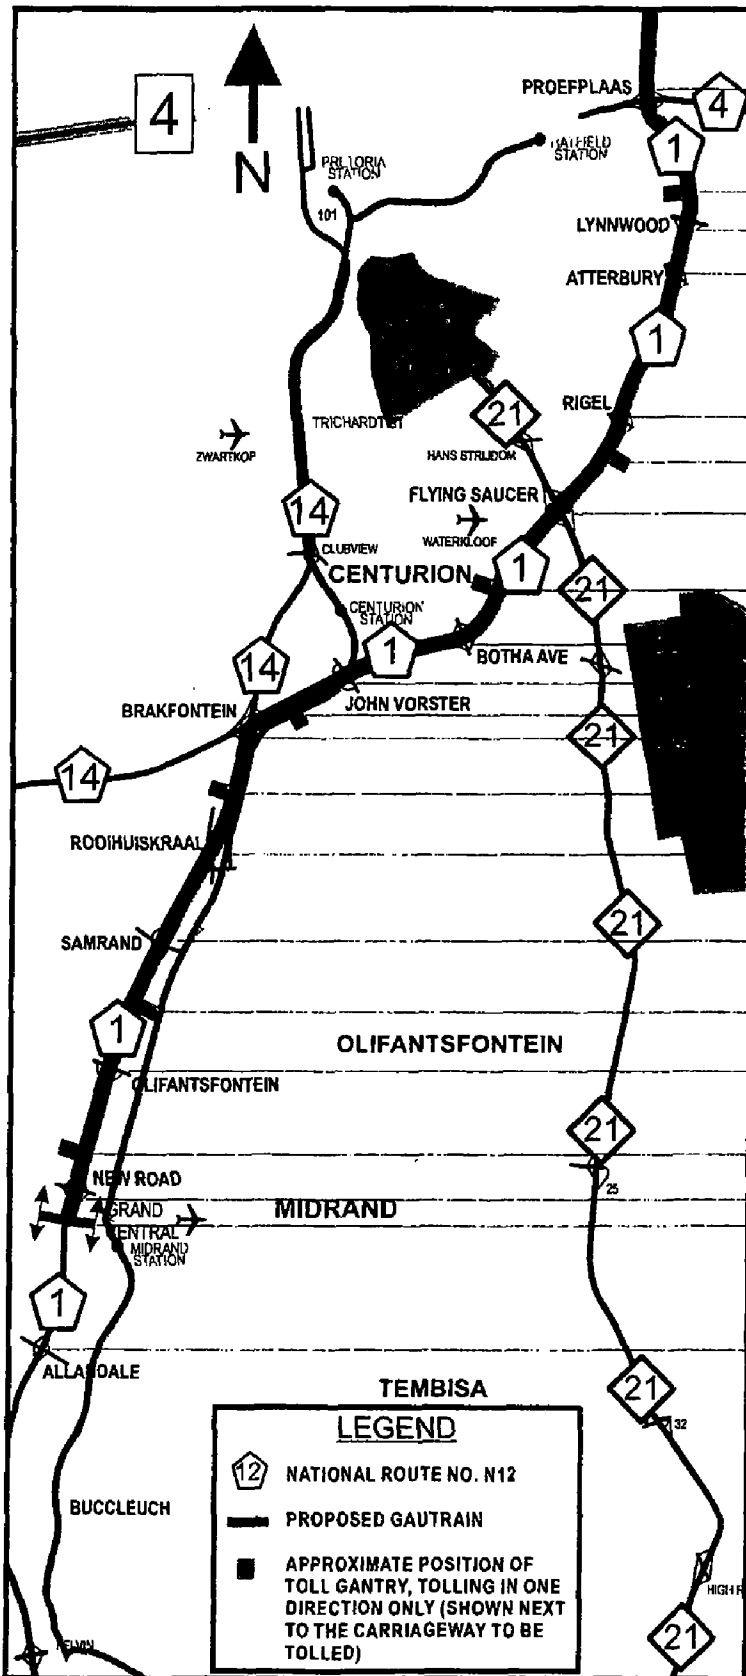 PROEFPLAAS
4
4
1
HATFIELD
STATION
PRETORIA
STATION
N
101
LYNNWOOD
ATTERBURY
1
RIGEL
21
TRICHARDT ST
ZWARTKOP
HANS STRIJDOM
FLYING SAUCER
14
WATERKLOOF
CLUBVIEW
CENTURION
1
21
CENTURION
STATION
1
BOTHA AVE
14
JOHN VORSTER
BRAKFONTEIN
21
14
ROOIHUISKRAAL
21
SAMRAND
1
OLIFANTSFONTEIN
OLIFANTSFONTEIN
21
NEW ROAD
25
GRAND
CENTRAL
MIDRAND
MIDRAND
STATION
1
ALLANDALE
TEMBISA
21
32
LEGEND
12 NATIONAL ROUTE NO. N12
PROPOSED GAUTRAIN
APPROXIMATE POSITION OF
TOLL GANTRY, TOLLING IN ONE
DIRECTION ONLY (SHOWN NEXT
TO THE CARRIAGEWAY TO BE
TOLLED)
BUCCLEUCH
HIGH R
21
KELVIN